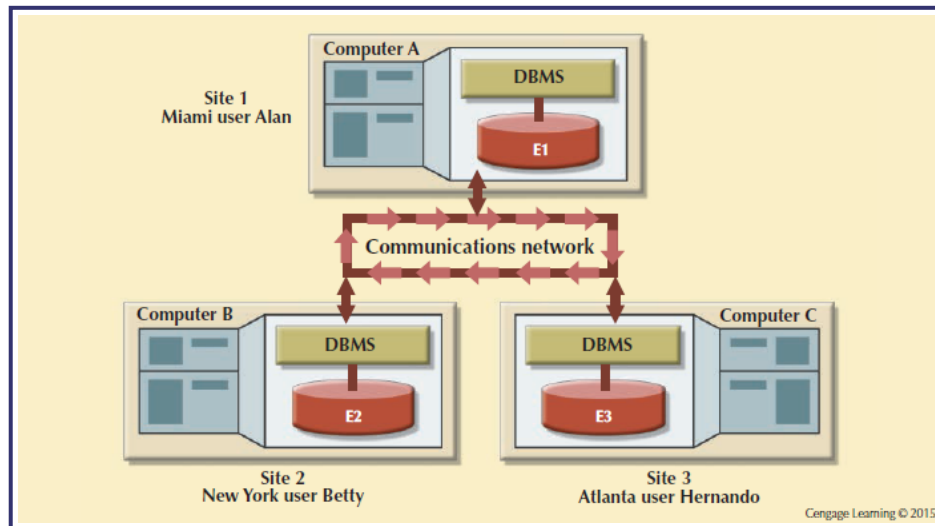 Computer A
DBMS
E1
Site 1
Miami user Alan
Communications network
Computer B
DBMS
E2
Site 2
New York user Betty
Computer C
DBMS
E3
Site 3
Atlanta user Hernando
Cengage Learning © 2015